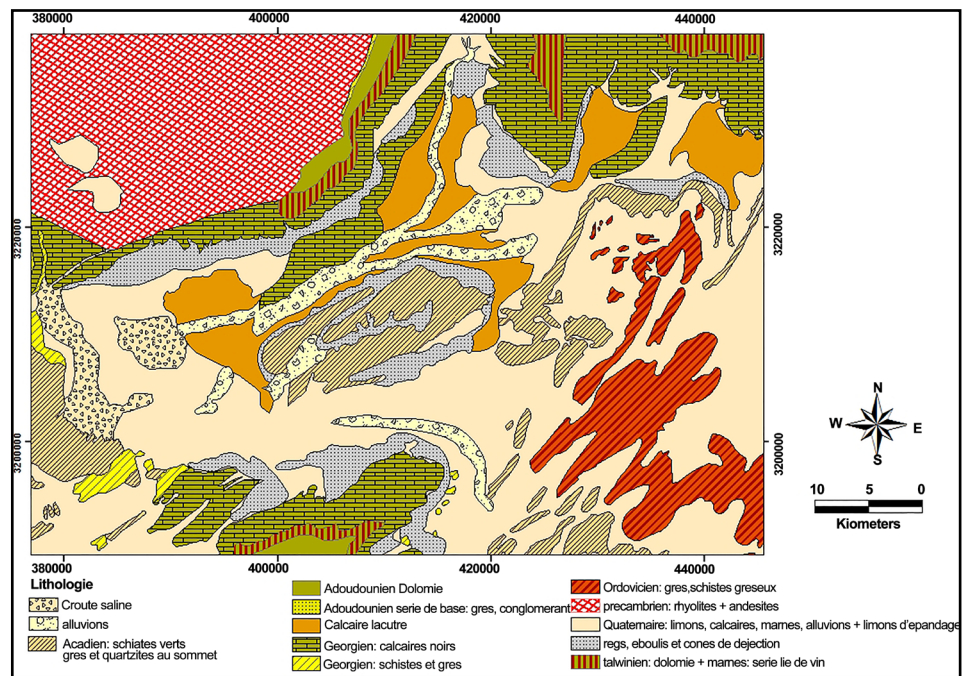 380000 400000 420000 440000
3220000 3220000
3200000 3200000
N
W E
S
10 5 0
Kiometers
380000 400000 420000 440000
Lithologie
Croute saline
alluvions
Acadien: schiates verts
gres et quartzites au sommet
Adoudounien Dolomie
Adoudounien serie de base: gres, conglomerant
Calcaire lacutre
Georgien: calcaires noirs
Georgien: schistes et gres
Ordovicien: gres,schistes greseux
precambrien: rhyolites + andesites
Quaternaire: limons, calcaires, marnes, alluvions + limons d'epandage
regs, eboulis et cones de dejection
talwinien: dolomie + marnes: serie lie de vin